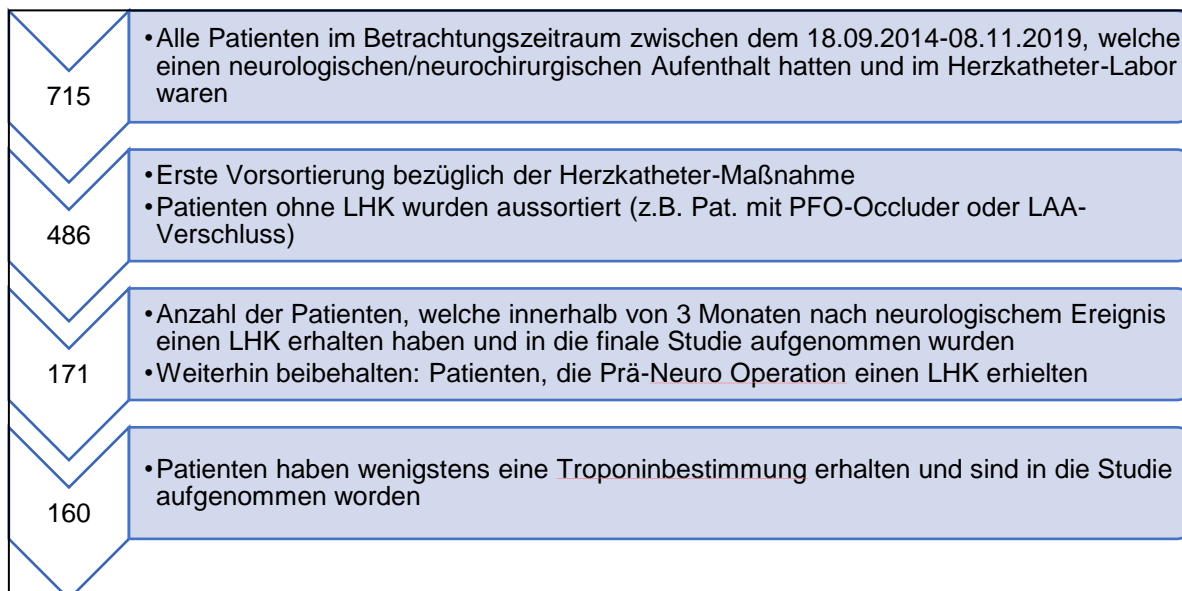 715
•Alle Patienten im Betrachtungszeitraum zwischen dem 18.09.2014-08.11.2019, welche
einen neurologischen/neurochirurgischen Aufenthalt hatten und im Herzkatheter-Labor
waren
486
•Erste Vorsortierung bezüglich der Herzkatheter-Maßnahme
•Patienten ohne LHK wurden aussortiert (z.B. Pat. mit PFO-Occluder oder LAA-
Verschluss)
171
•Anzahl der Patienten, welche innerhalb von 3 Monaten nach neurologischem Ereignis
einen LHK erhalten haben und in die finale Studie aufgenommen wurden
•Weiterhin beibehalten: Patienten, die Prä-Neuro Operation einen LHK erhielten
160
•Patienten haben wenigstens eine Troponinbestimmung erhalten und sind in die Studie
aufgenommen worden